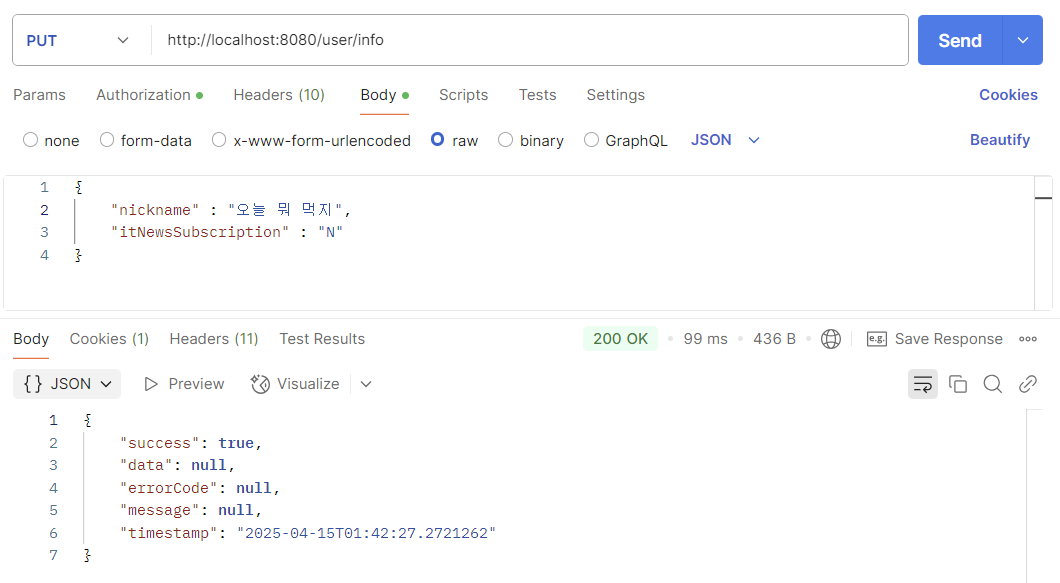 PUT http://localhost:8080/user/info Send
Params Authorization Headers (10) Body Scripts Tests Settings Cookies
none form-data x-www-form-urlencoded raw binary GraphQL JSON Beautify
1 {
2 "nickname" : "오늘 뭐 먹지",
3 "itNewsSubscription" : "N"
4 }
Body Cookies (1) Headers (11) Test Results 200 OK • 99 ms • 436 B • e.g. Save Response
{} JSON Preview Visualize
1 {
2 "success": true,
3 "data": null,
4 "errorCode": null,
5 "message": null,
6 "timestamp": "2025-04-15T01:42:27.2721262"
7 }